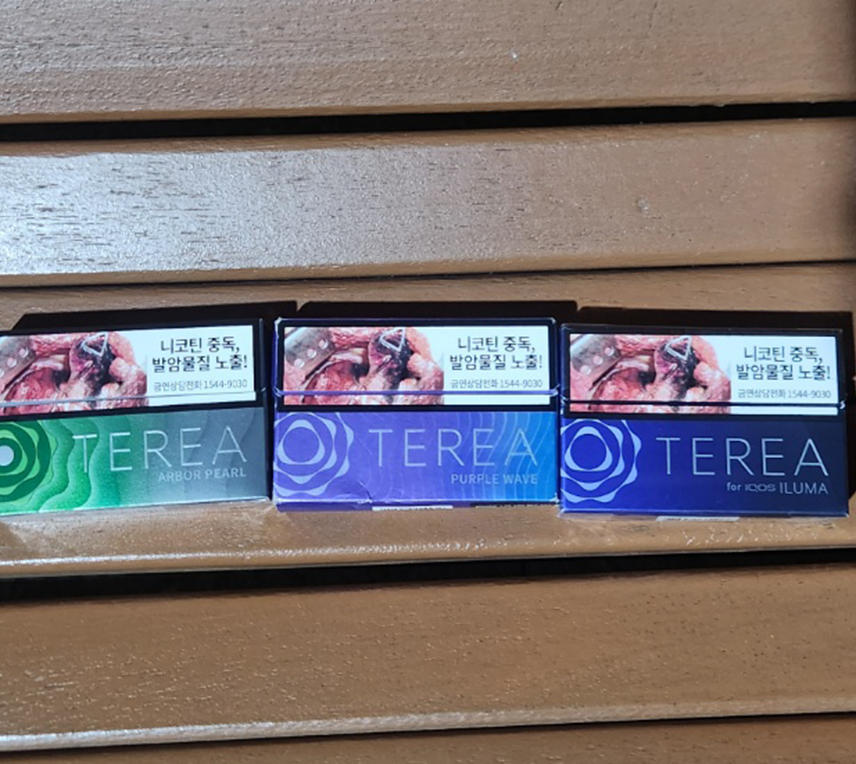 니코틴 중독,
발암물질 노출!
금연상담전화 1544-9030
TEREA
ARBOR PEARL
니코틴 중독,
발암물질 노출!
금연상담전화 1544-9030
TEREA
PURPLE WAVE
니코틴 중독,
발암물질 노출!
금연상담전화 1544-9030
TEREA
for IQOS ILUMA